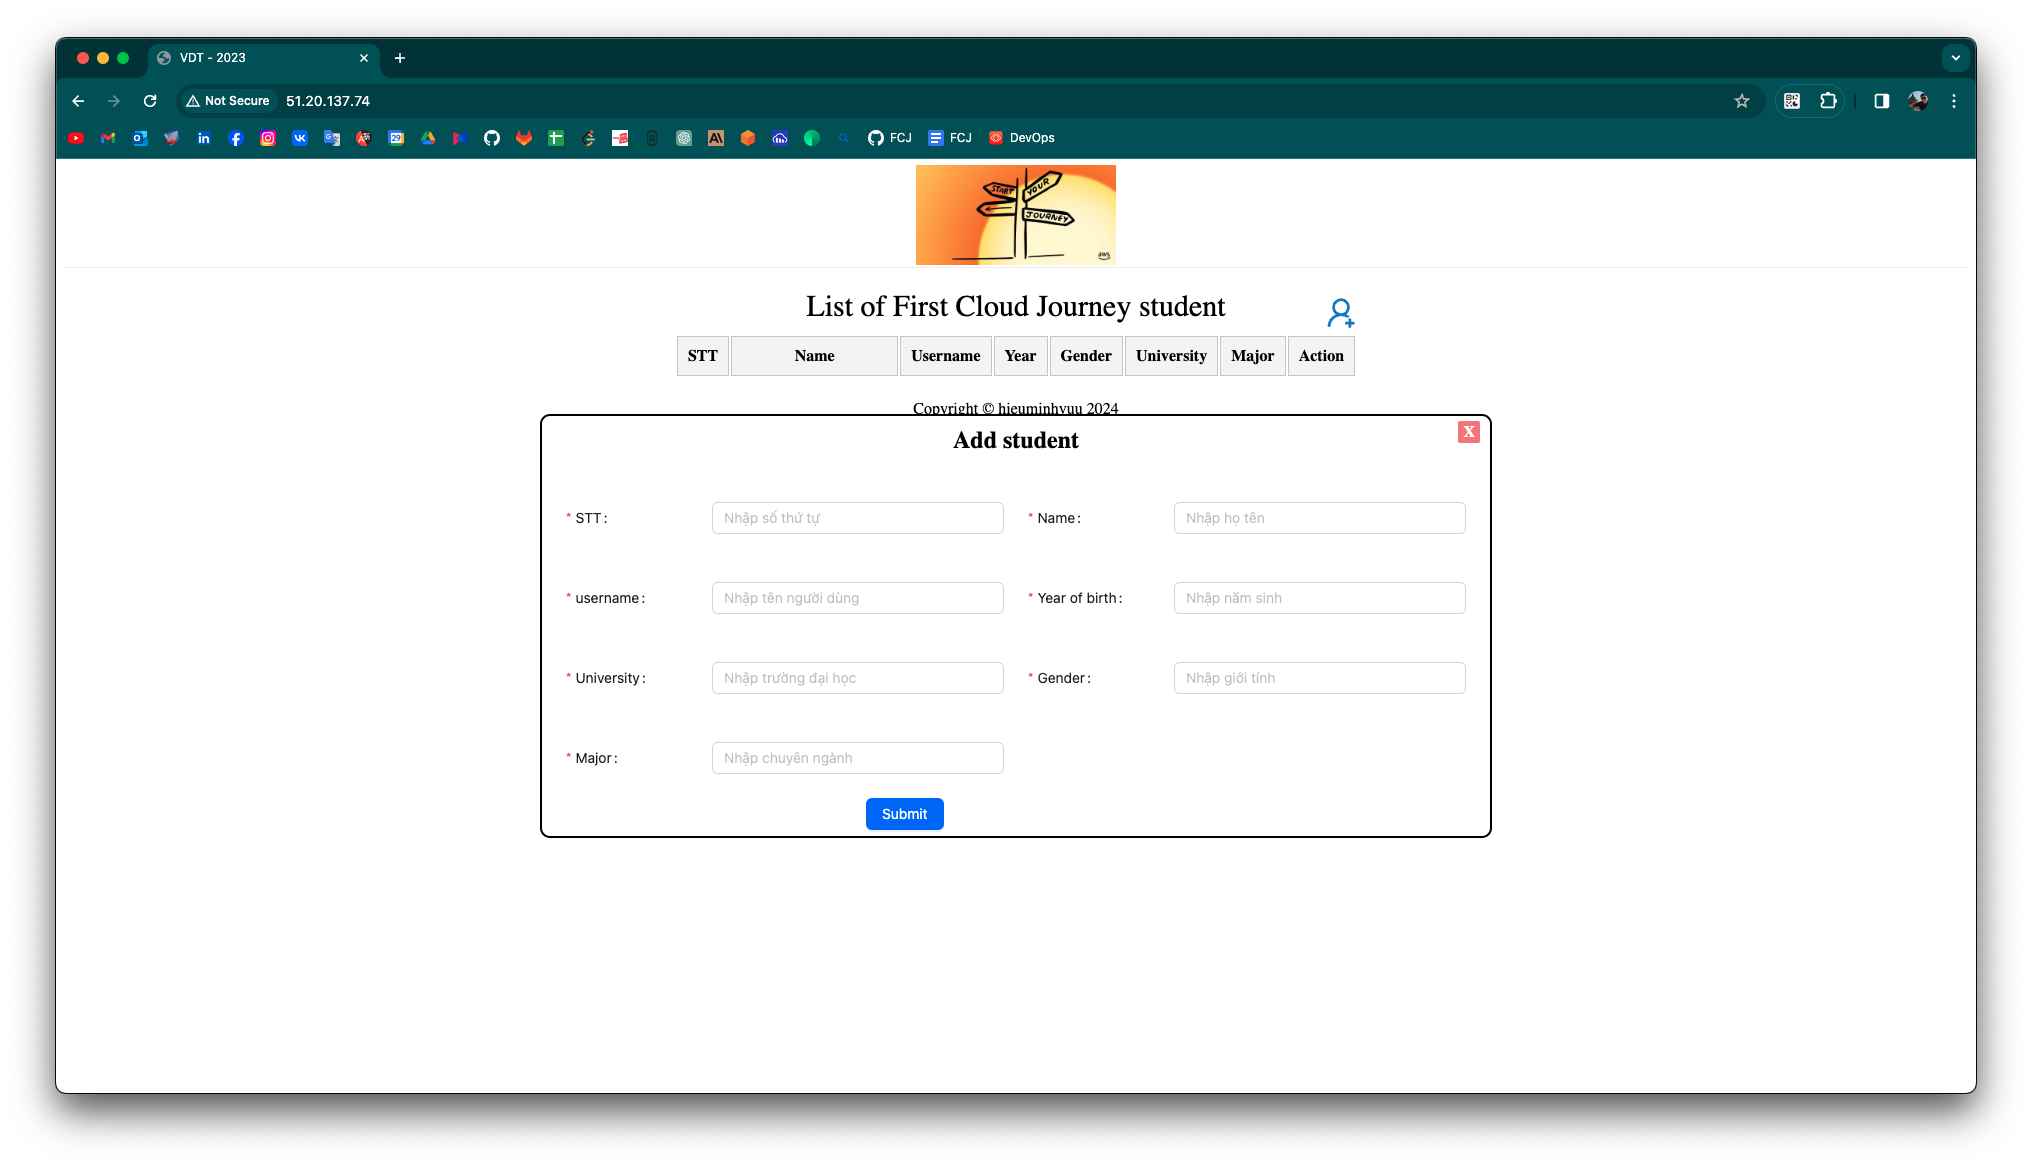 VDT - 2023
Not Secure 51.20.137.74
FCJ FCJ DevOps
START YOUR
JOURNEY
aws
List of First Cloud Journey student
STT Name Username Year Gender University Major Action
Copyright © hieuminhvuu 2024
Add student X
* STT: Nhập số thứ tự * Name: Nhập họ tên
* username: Nhập tên người dùng * Year of birth: Nhập năm sinh
* University: Nhập trường đại học * Gender: Nhập giới tính
* Major: Nhập chuyên ngành
Submit